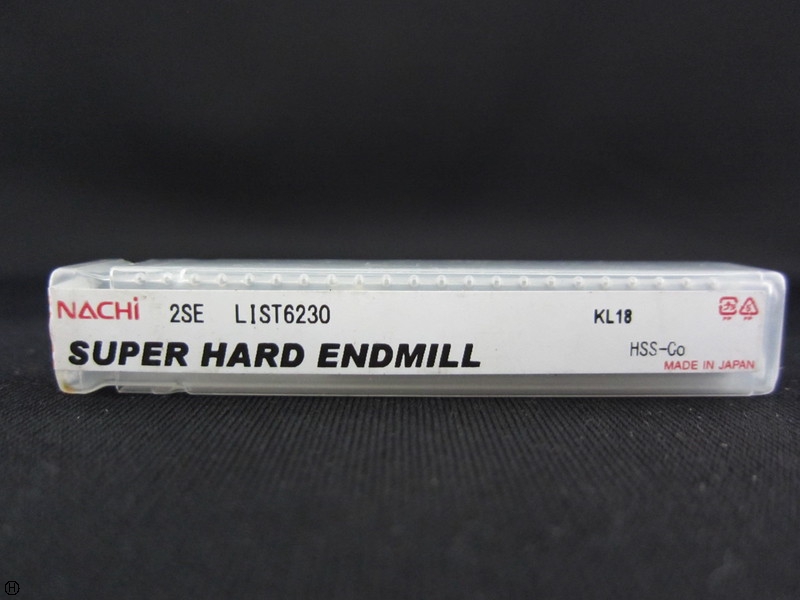 NACHi 2SE LIST6230 KL18
SUPER HARD ENDMILL HSS-Co
MADE IN JAPAN
H